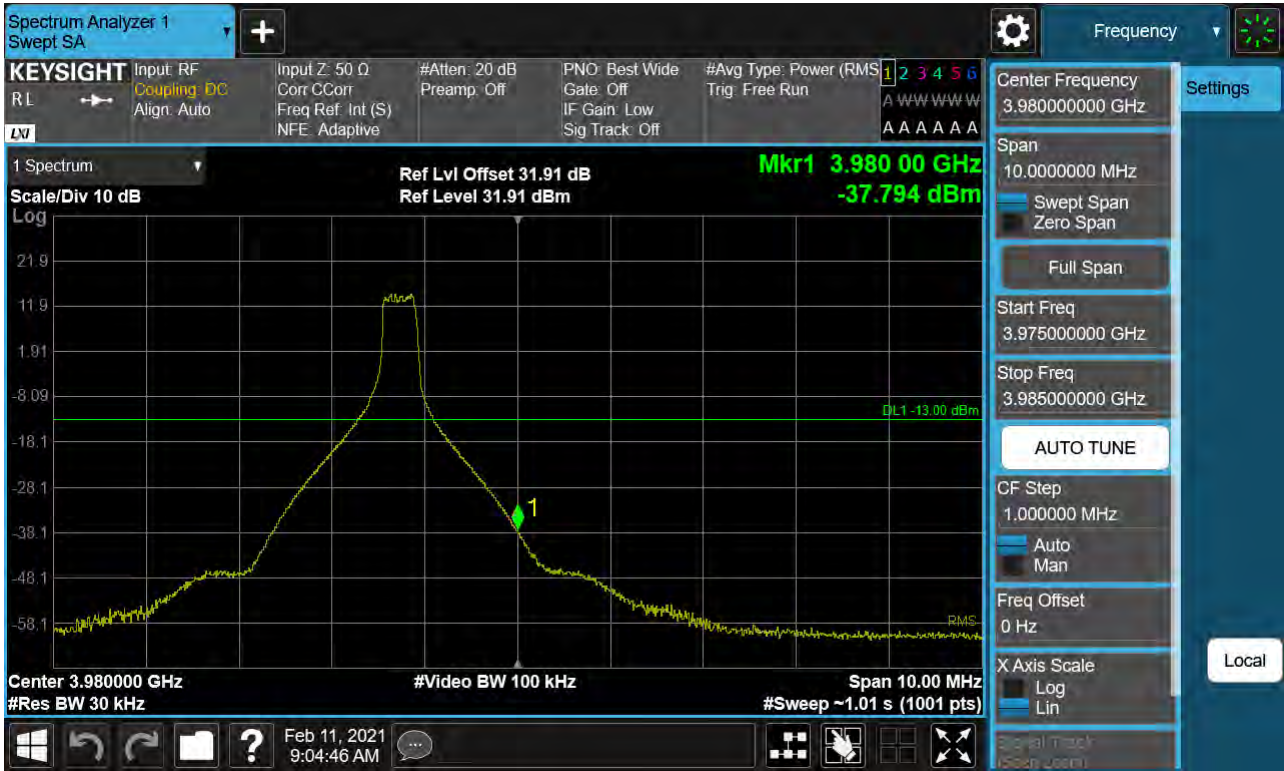 Spectrum Analyzer 1
Swept SA
+
Frequency
KEYSIGHT
RL
LXI
Input: RF
Coupling: DC
Align: Auto
Input Z: 50 Ω
Corr CCorr
Freq Ref: Int (S)
NFE: Adaptive
#Atten: 20 dB
Preamp: Off
PNO: Best Wide
Gate: Off
IF Gain: Low
Sig Track: Off
#Avg Type: Power (RMS
Trig: Free Run
1 2 3 4 5 6
A W W W W W
A A A A A A
1 Spectrum
Scale/Div 10 dB
Log
Ref Lvl Offset 31.91 dB
Ref Level 31.91 dBm
Mkr1 3.980 00 GHz
-37.794 dBm
21.9
11.9
1.91
-8.09
-18.1
-28.1
-38.1
-48.1
-58.1
DL1 -13.00 dBm
1
RMS
Center 3.980000 GHz
#Res BW 30 kHz
#Video BW 100 kHz
Span 10.00 MHz
#Sweep ~1.01 s (1001 pts)
Center Frequency
3.980000000 GHz
Settings
Span
10.0000000 MHz
Swept Span
Zero Span
Full Span
Start Freq
3.975000000 GHz
Stop Freq
3.985000000 GHz
AUTO TUNE
CF Step
1.000000 MHz
Auto
Man
Freq Offset
0 Hz
X Axis Scale
Log
Lin
Signal Track
(Span Zoom)
Local
?
Feb 11, 2021
9:04:46 AM